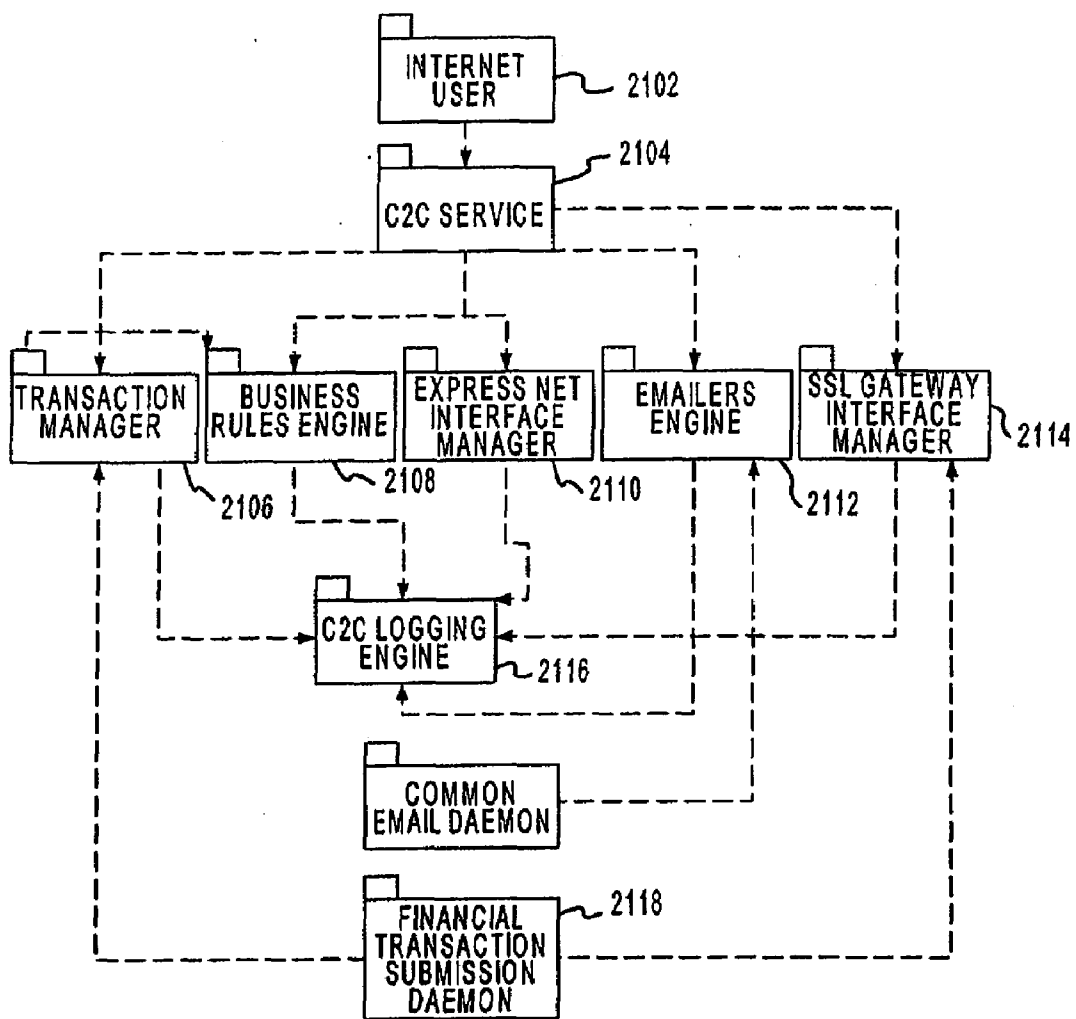 INTERNET
USER
2102
2104
C2C SERVICE
TRANSACTION
MANAGER
BUSINESS
RULES ENGINE
EXPRESS NET
INTERFACE
MANAGER
EMAILERS
ENGINE
SSL GATEWAY
INTERFACE
MANAGER
2114
2106
2108
2110
2112
C2C LOGGING
ENGINE
2116
COMMON
EMAIL DAEMON
FINANCIAL
TRANSACTION
SUBMISSION
DAEMON
2118